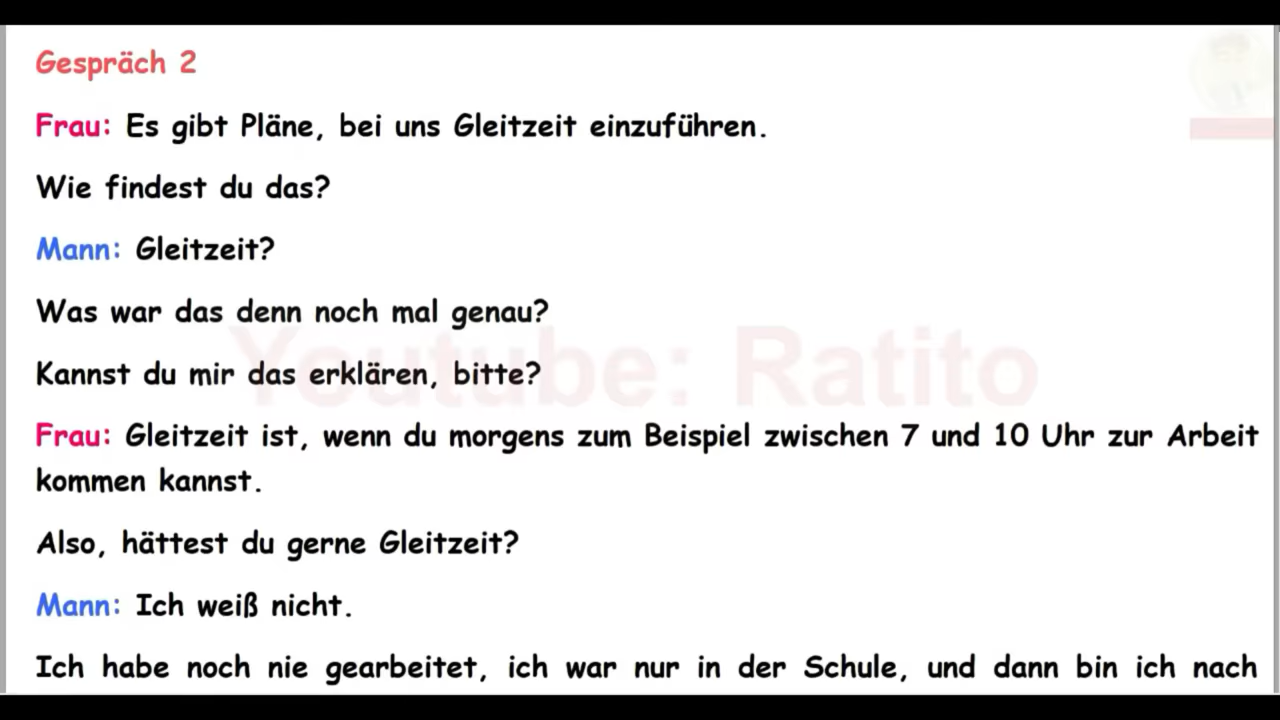 Gespräch 2
Frau: Es gibt Pläne, bei uns Gleitzeit einzuführen.
Wie findest du das?
Mann: Gleitzeit?
Was war das denn noch mal genau?
Kannst du mir das erklären, bitte?
Youtube: Ratito
Frau: Gleitzeit ist, wenn du morgens zum Beispiel zwischen 7 und 10 Uhr zur Arbeit
kommen kannst.
Also, hättest du gerne Gleitzeit?
Mann: Ich weiß nicht.
Ich habe noch nie gearbeitet, ich war nur in der Schule, und dann bin ich nach